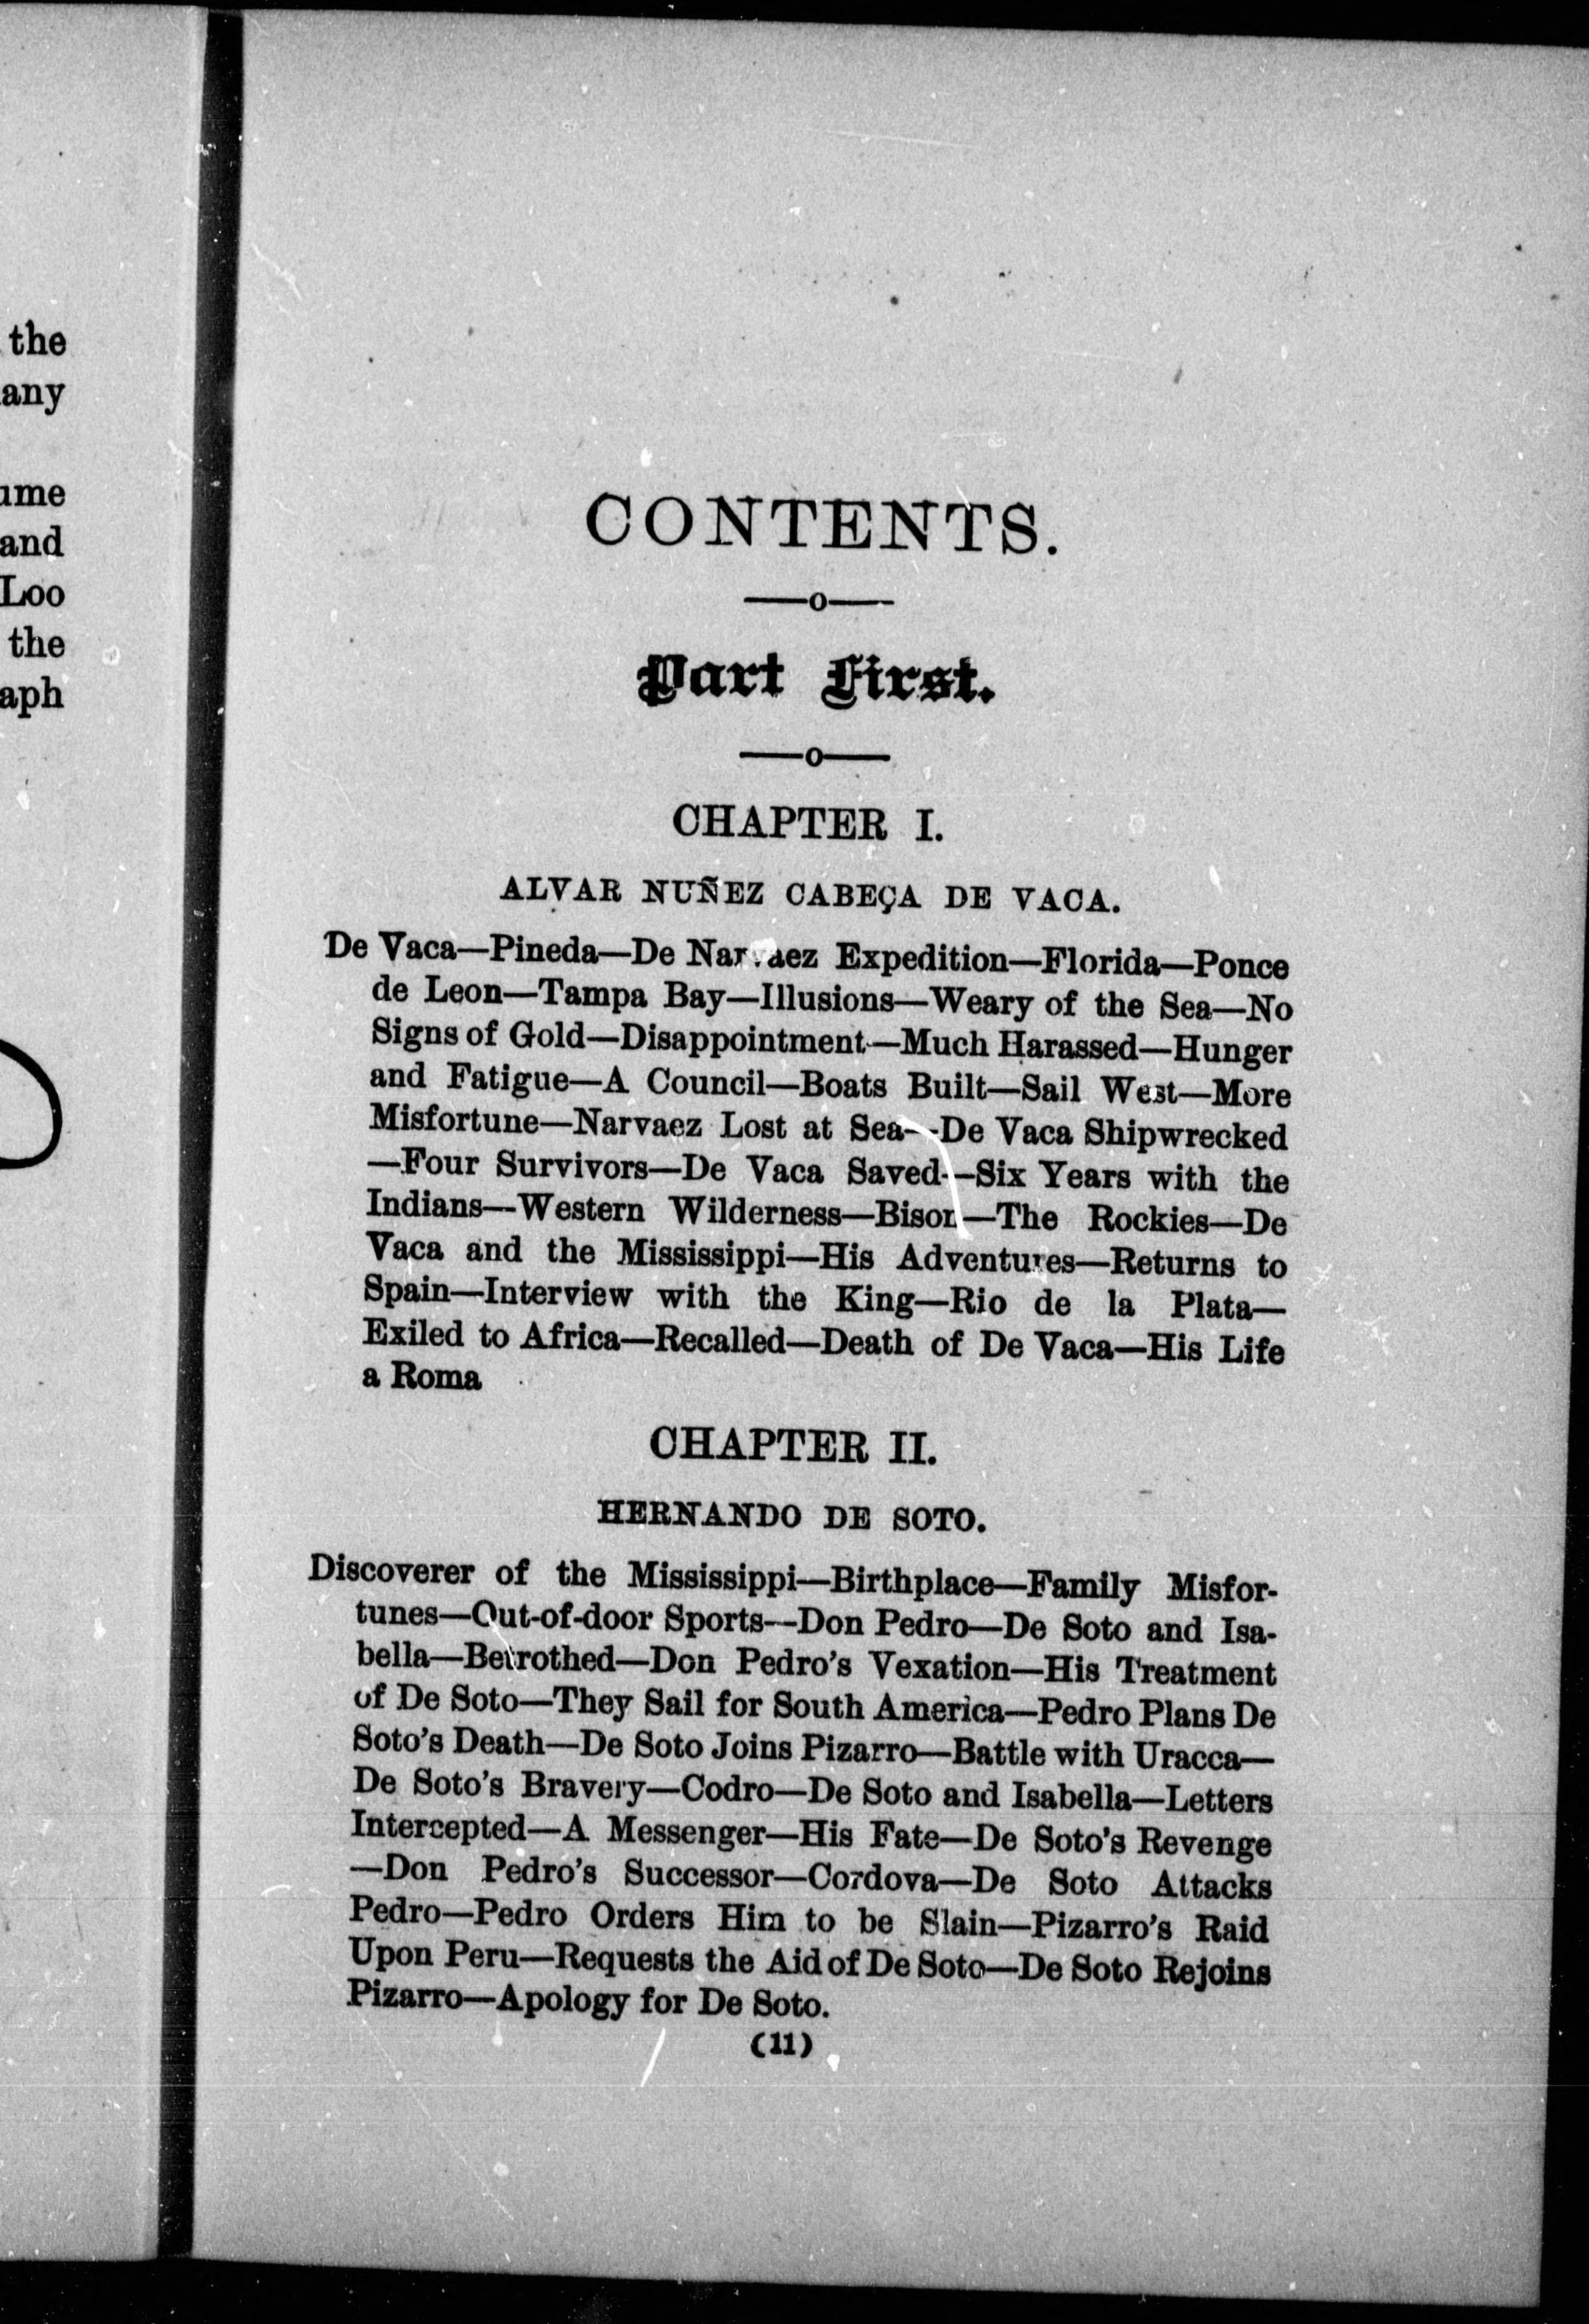 the
any
ume
and
Loo
the
aph
CONTENTS.
Part First.
CHAPTER I.
ALVAR NUÑEZ CABEÇA DE VACA.
De Vaca—Pineda—De Narvaez Expedition—Florida—Ponce
de Leon—Tampa Bay—Illusions—Weary of the Sea—No
Signs of Gold—Disappointment—Much Harassed—Hunger
and Fatigue—A Council—Boats Built—Sail West—More
Misfortune—Narvaez Lost at Sea—De Vaca Shipwrecked
—Four Survivors—De Vaca Saved—Six Years with the
Indians—Western Wilderness—Bison—The Rockies—De
Vaca and the Mississippi—His Adventures—Returns to
Spain—Interview with the King—Rio de la Plata—
Exiled to Africa—Recalled—Death of De Vaca—His Life
a Roma
CHAPTER II.
HERNANDO DE SOTO.
Discoverer of the Mississippi—Birthplace—Family Misfor-
tunes—Out-of-door Sports—Don Pedro—De Soto and Isa-
bella—Betrothed—Don Pedro's Vexation—His Treatment
of De Soto—They Sail for South America—Pedro Plans De
Soto's Death—De Soto Joins Pizarro—Battle with Uracca—
De Soto's Bravery—Codro—De Soto and Isabella—Letters
Intercepted—A Messenger—His Fate—De Soto's Revenge
—Don Pedro's Successor—Cordova—De Soto Attacks
Pedro—Pedro Orders Him to be Slain—Pizarro's Raid
Upon Peru—Requests the Aid of De Soto—De Soto Rejoins
Pizarro—Apology for De Soto.
(11)